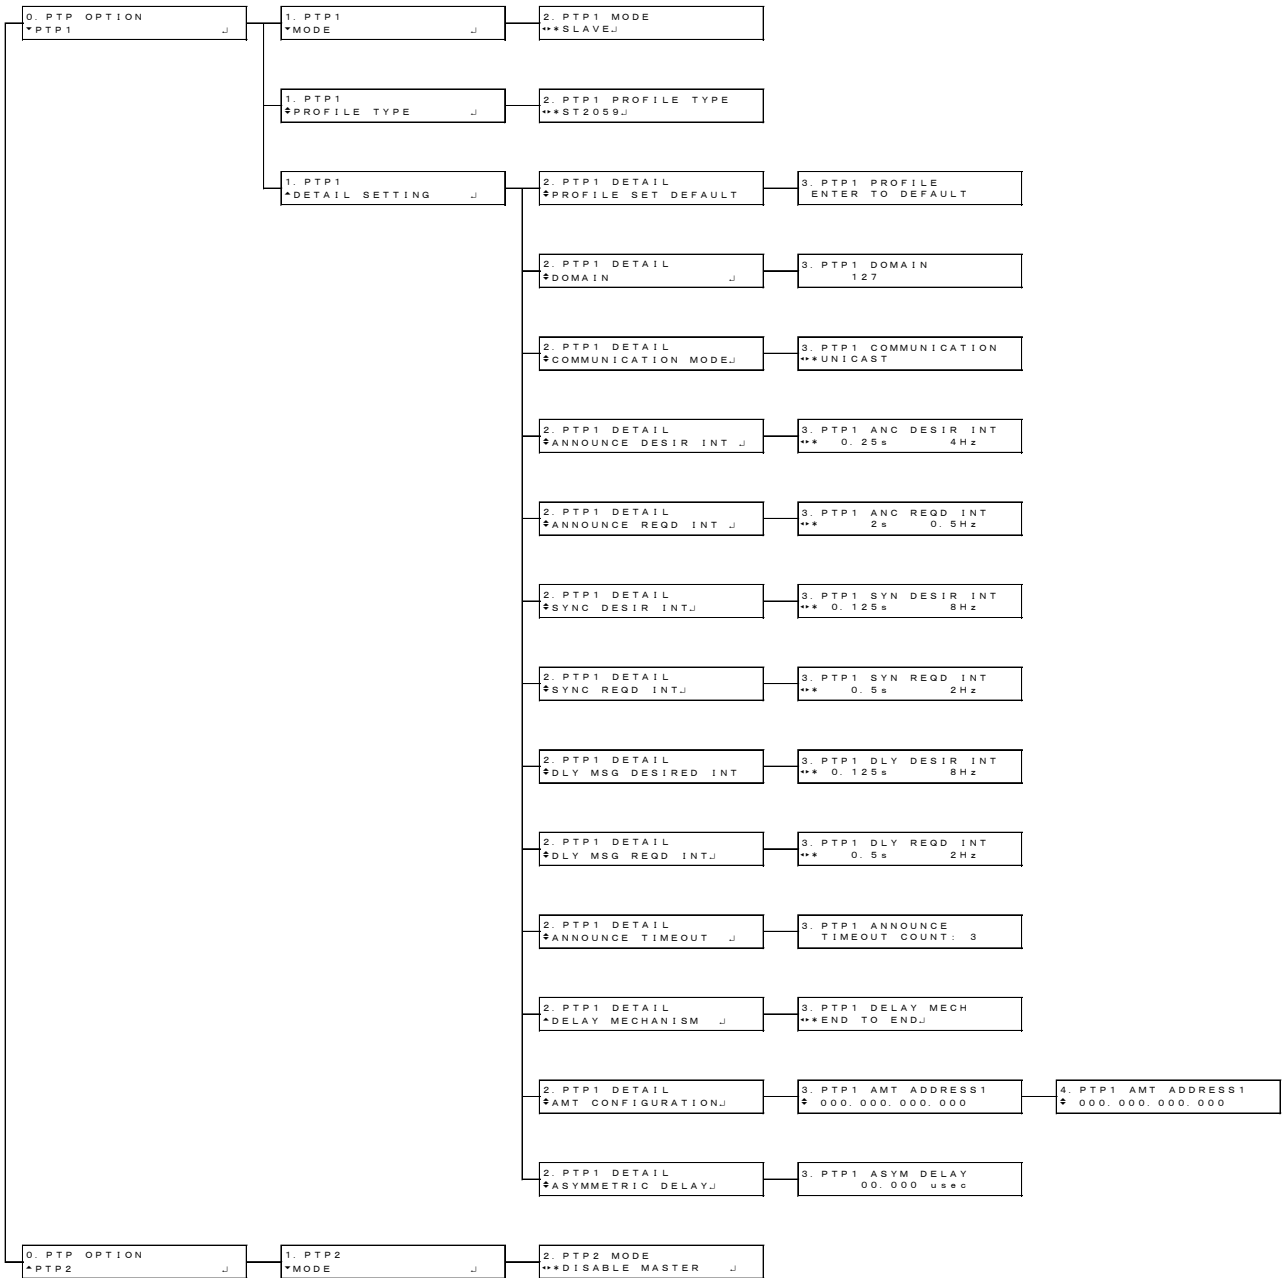 0. PTP OPTION
PTP1 ↵
1. PTP1
MODE ↵
2. PTP1 MODE
*SLAVE↵
1. PTP1
PROFILE TYPE ↵
2. PTP1 PROFILE TYPE
*ST2059↵
1. PTP1
DETAIL SETTING ↵
2. PTP1 DETAIL
PROFILE SET DEFAULT
3. PTP1 PROFILE
ENTER TO DEFAULT
2. PTP1 DETAIL
DOMAIN ↵
3. PTP1 DOMAIN
127
2. PTP1 DETAIL
COMMUNICATION MODE↵
3. PTP1 COMMUNICATION
*UNICAST
2. PTP1 DETAIL
ANNOUNCE DESIR INT ↵
3. PTP1 ANC DESIR INT
* 0.25s 4Hz
2. PTP1 DETAIL
ANNOUNCE REQD INT ↵
3. PTP1 ANC REQD INT
* 2s 0.5Hz
2. PTP1 DETAIL
SYNC DESIR INT↵
3. PTP1 SYN DESIR INT
* 0.125s 8Hz
2. PTP1 DETAIL
SYNC REQD INT↵
3. PTP1 SYN REQD INT
* 0.5s 2Hz
2. PTP1 DETAIL
DLY MSG DESIRED INT
3. PTP1 DLY DESIR INT
* 0.125s 8Hz
2. PTP1 DETAIL
DLY MSG REQD INT↵
3. PTP1 DLY REQD INT
* 0.5s 2Hz
2. PTP1 DETAIL
ANNOUNCE TIMEOUT ↵
3. PTP1 ANNOUNCE
TIMEOUT COUNT: 3
2. PTP1 DETAIL
DELAY MECHANISM ↵
3. PTP1 DELAY MECH
*END TO END↵
2. PTP1 DETAIL
AMT CONFIGURATION↵
3. PTP1 AMT ADDRESS1
000.000.000.000
4. PTP1 AMT ADDRESS1
000.000.000.000
2. PTP1 DETAIL
ASYMMETRIC DELAY↵
3. PTP1 ASYM DELAY
00.000 usec
0. PTP OPTION
PTP2 ↵
1. PTP2
MODE ↵
2. PTP2 MODE
*DISABLE MASTER ↵